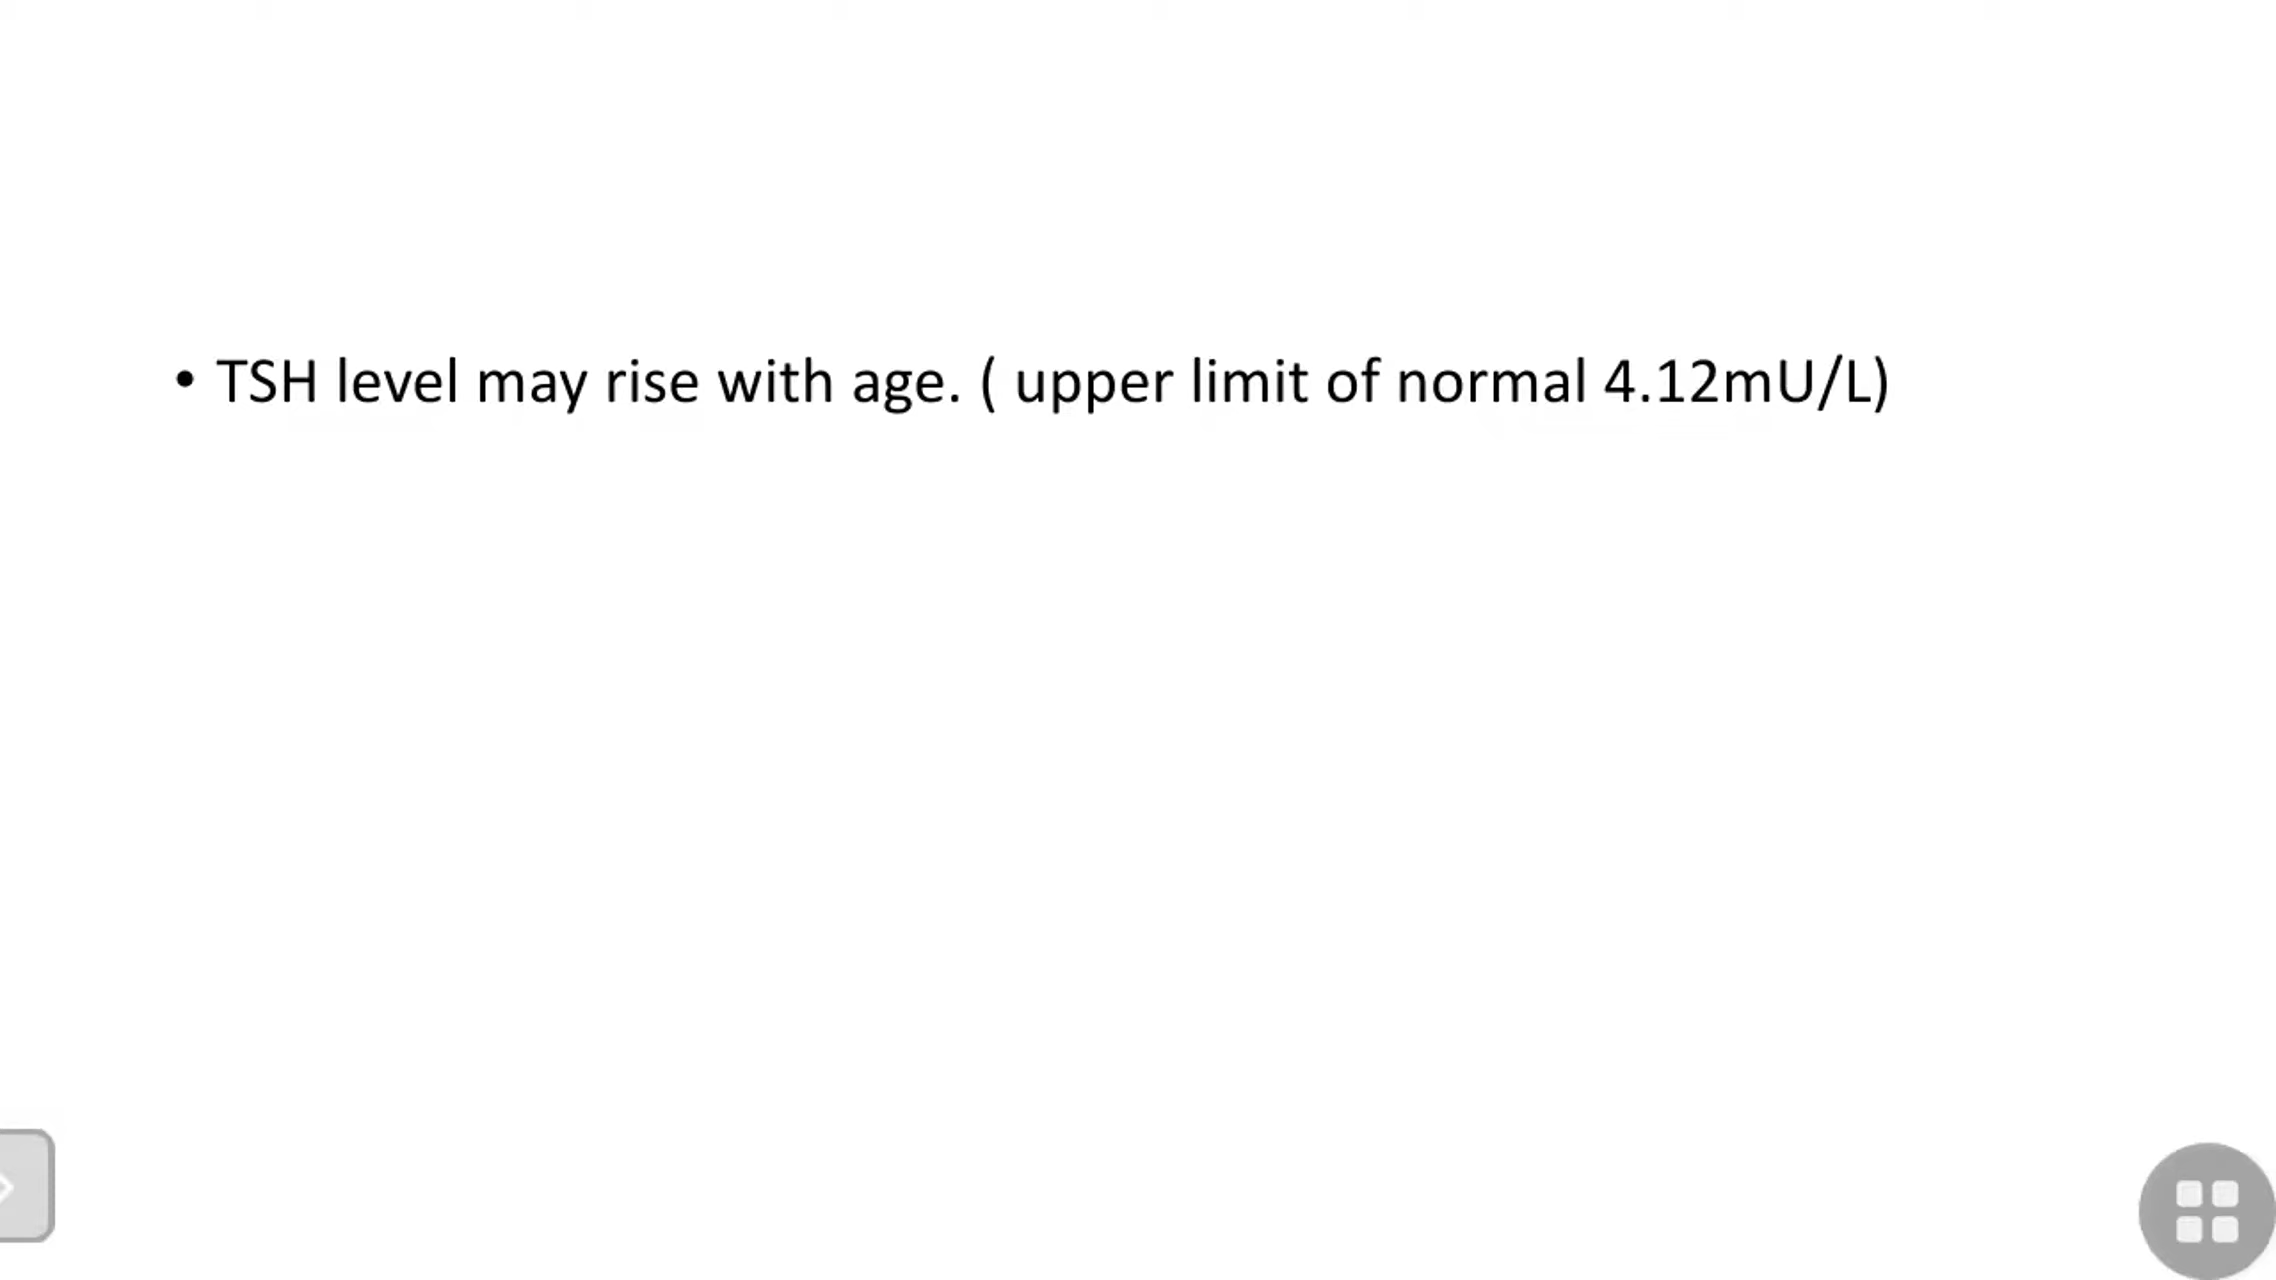 • TSH level may rise with age. ( upper limit of normal 4.12mU/L)